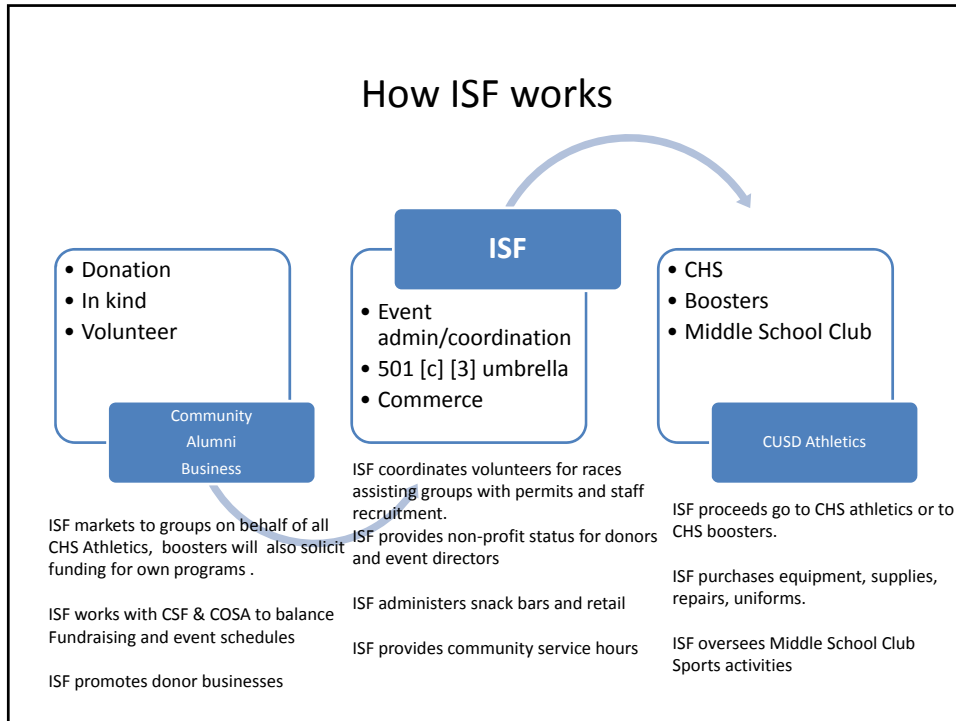 How ISF works
• Donation
• In kind
• Volunteer
Community
Alumni
Business
ISF markets to groups on behalf of all
CHS Athletics, boosters will also solicit
funding for own programs .
ISF works with CSF & COSA to balance
Fundraising and event schedules
ISF promotes donor businesses
ISF
• Event
admin/coordination
• 501 [c] [3] umbrella
• Commerce
ISF coordinates volunteers for races
assisting groups with permits and staff
recruitment.
ISF provides non-profit status for donors
and event directors
ISF administers snack bars and retail
ISF provides community service hours
• CHS
• Boosters
• Middle School Club
CUSD Athletics
ISF proceeds go to CHS athletics or to
CHS boosters.
ISF purchases equipment, supplies,
repairs, uniforms.
ISF oversees Middle School Club
Sports activities